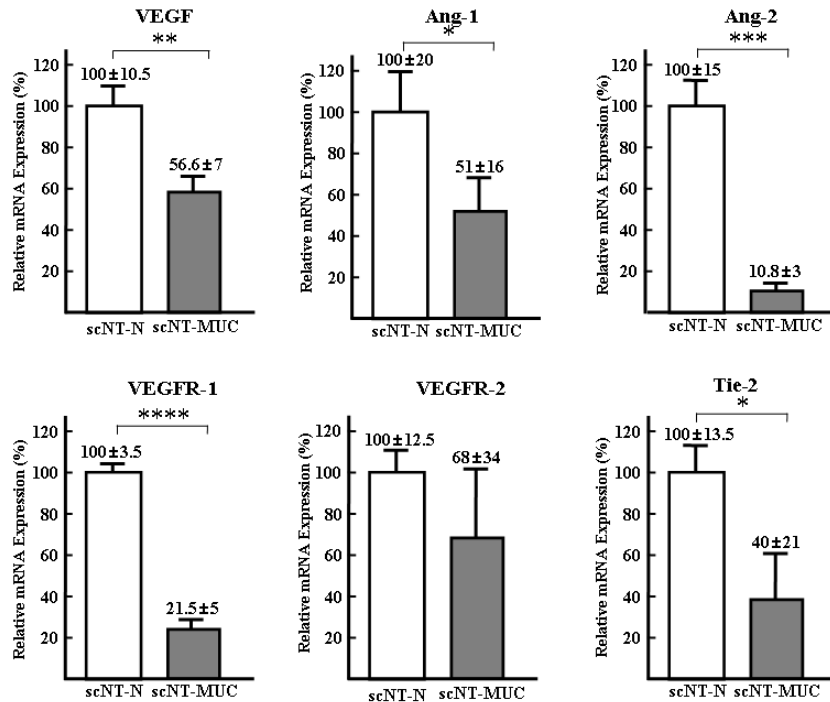 VEGF
**
Relative mRNA Expression (%)
120
100
80
60
40
20
100±10.5
56.6±7
scNT-N scNT-MUC
Ang-1
*
Relative mRNA Expression (%)
120
100
80
60
40
20
100±20
51±16
scNT-N scNT-MUC
Ang-2
***
Relative mRNA Expression (%)
120
100
80
60
40
20
100±15
10.8±3
scNT-N scNT-MUC
VEGFR-1
****
Relative mRNA Expression (%)
120
100
80
60
40
20
100±3.5
21.5±5
scNT-N scNT-MUC
VEGFR-2
Relative mRNA Expression (%)
120
100
80
60
40
20
100±12.5
68±34
scNT-N scNT-MUC
Tie-2
*
Relative mRNA Expression (%)
120
100
80
60
40
20
100±13.5
40±21
scNT-N scNT-MUC